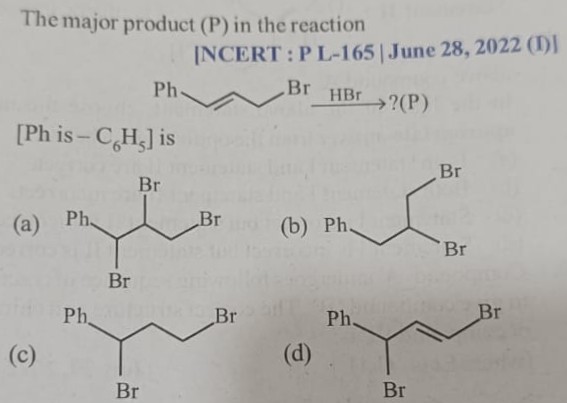 The major product (P) in the reaction
[NCERT : P L-165 | June 28, 2022 (I)]
Ph Br HBr →?(P)
[Ph is – C₆H₅] is
(a) Ph Br Br Br
(b) Ph Br Br
(c) Ph Br Br
(d) Ph Br Br